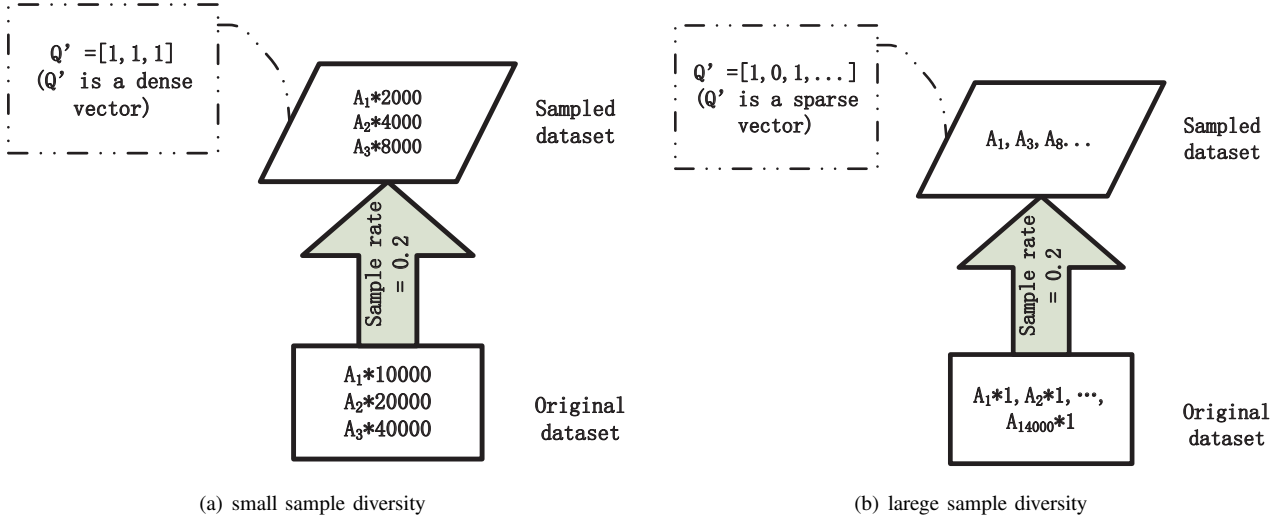 Q’ =[1, 1, 1]
(Q’ is a dense
vector)
A₁*2000
A₂*4000
A₃*8000
Sampled
dataset
Sample rate
= 0.2
A₁*10000
A₂*20000
A₃*40000
Original
dataset
(a) small sample diversity
Q’ =[1, 0, 1, ...]
(Q’ is a sparse
vector)
A₁, A₃, A₈...
Sampled
dataset
Sample rate
= 0.2
A₁*1, A₂*1, …,
A₁₄₀₀₀*1
Original
dataset
(b) larege sample diversity